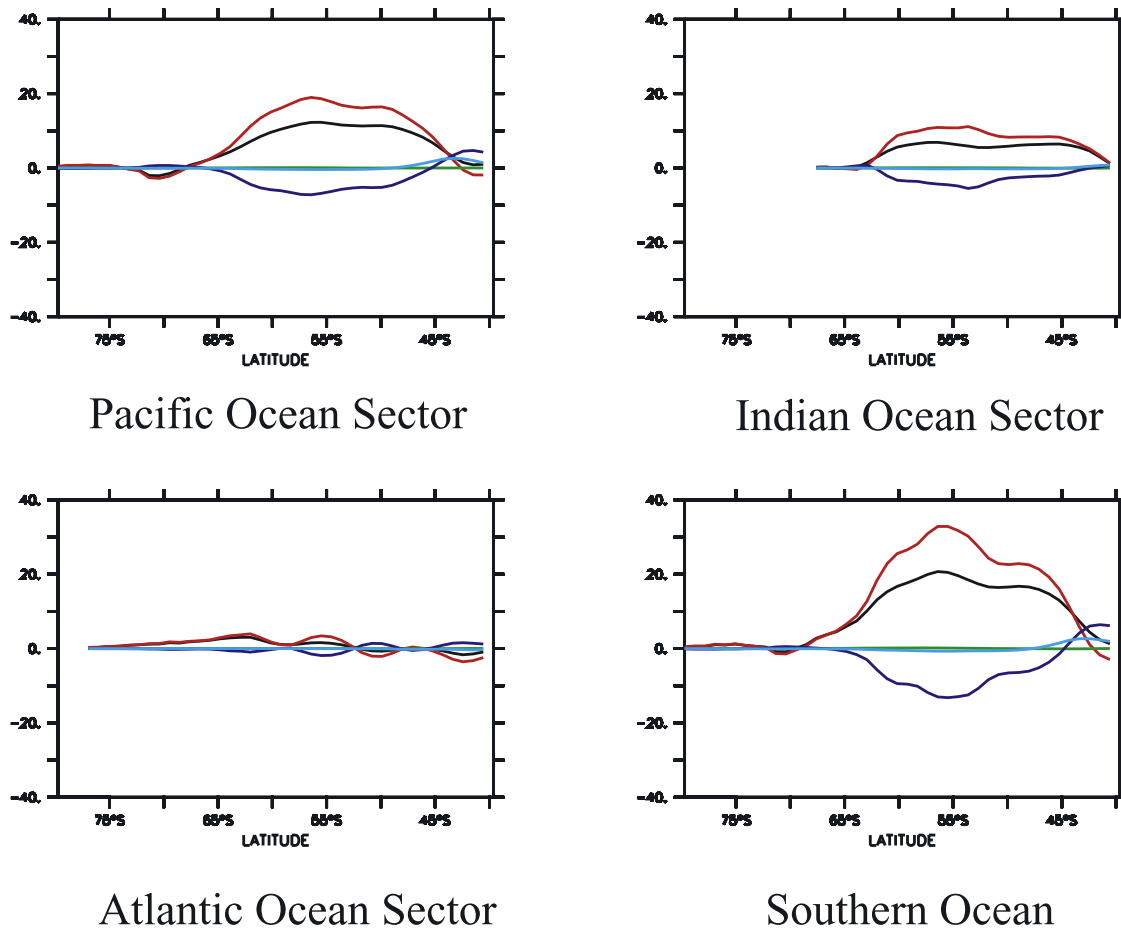 40.
20.
0.
-20.
-40.
75°S 65°S 55°S 45°S
LATITUDE
Pacific Ocean Sector
40.
20.
0.
-20.
-40.
75°S 65°S 55°S 45°S
LATITUDE
Indian Ocean Sector
40.
20.
0.
-20.
-40.
75°S 65°S 55°S 45°S
LATITUDE
Atlantic Ocean Sector
40.
20.
0.
-20.
-40.
75°S 65°S 55°S 45°S
LATITUDE
Southern Ocean